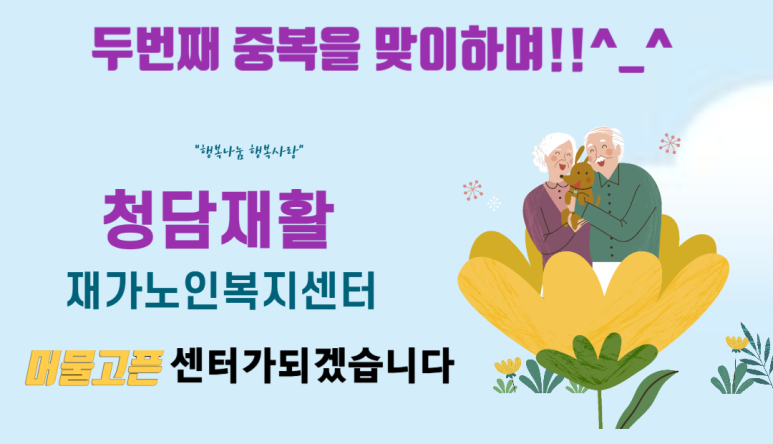 두번째 중복을 맞이하며!!^_^
"행복나눔 행복사랑"
청담재활
재가노인복지센터
머물고픈 센터가되겠습니다